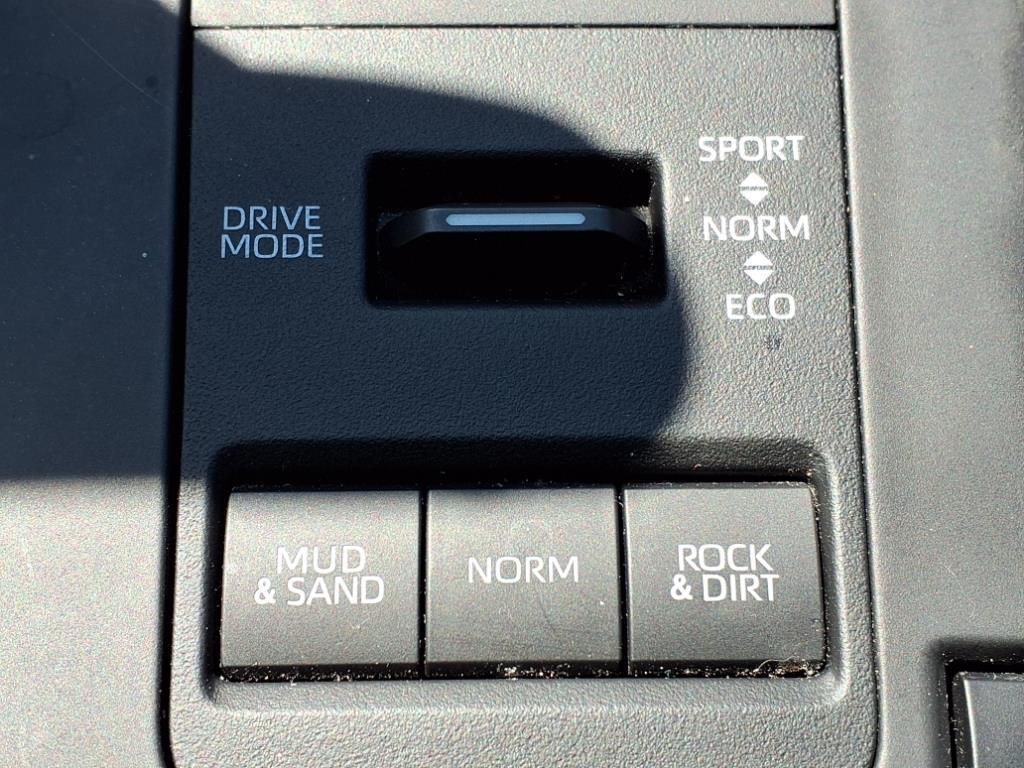 DRIVE
MODE
SPORT
NORM
ECO
MUD
& SAND
NORM
ROCK
& DIRT